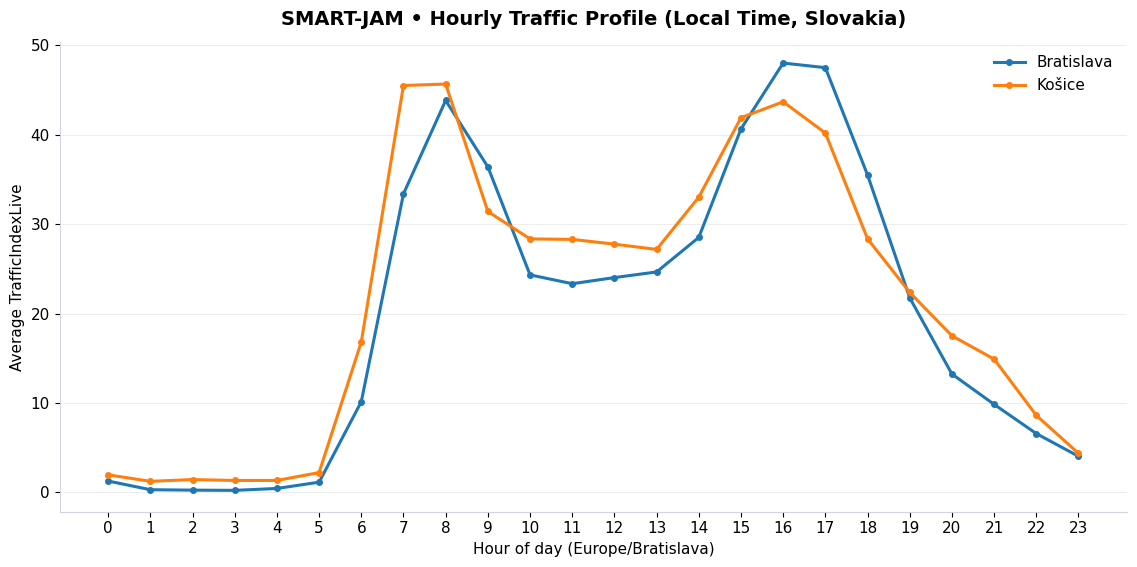 SMART-JAM • Hourly Traffic Profile (Local Time, Slovakia)
Bratislava
Košice
Average TrafficIndexLive
50
40
30
20
10
0
0 1 2 3 4 5 6 7 8 9 10 11 12 13 14 15 16 17 18 19 20 21 22 23
Hour of day (Europe/Bratislava)